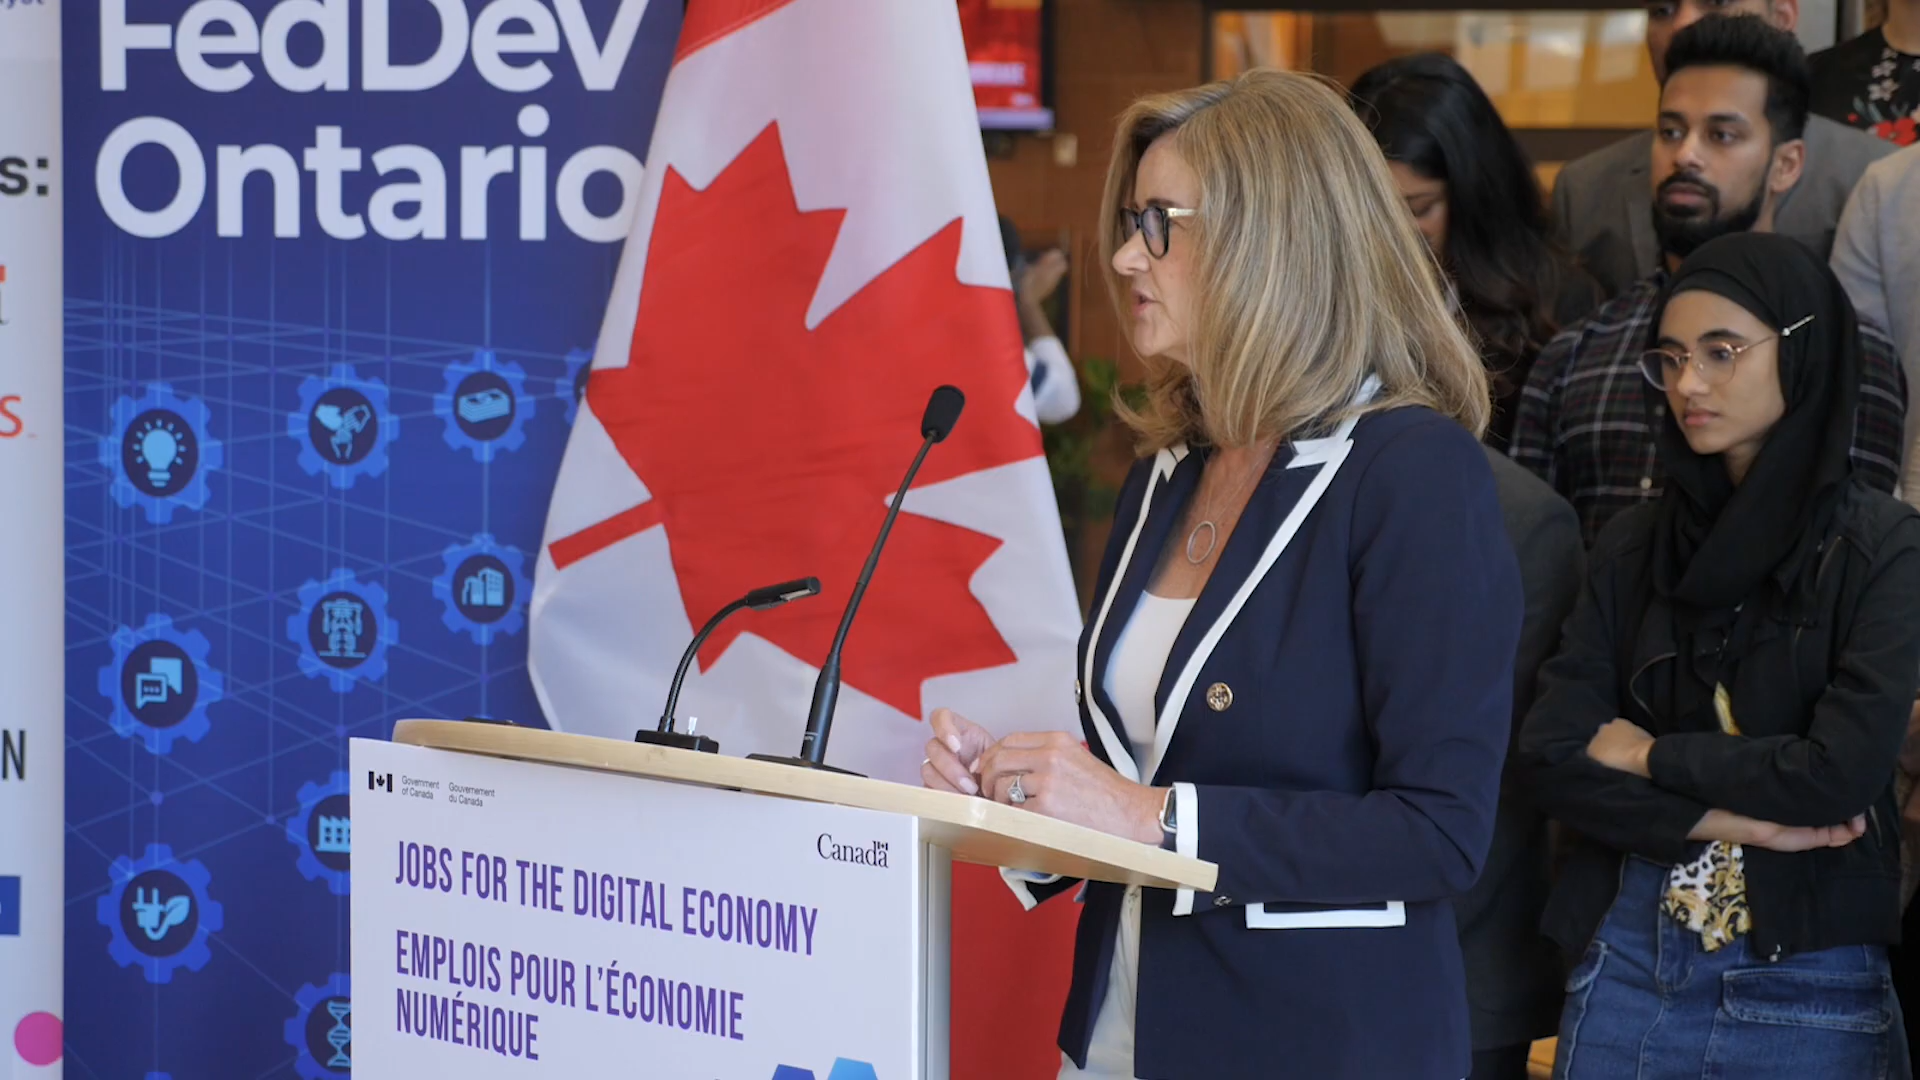 FedDev
Ontario
s:
S
N
Government
of Canada
Gouvernement
du Canada
Canada
JOBS FOR THE DIGITAL ECONOMY
EMPLOIS POUR L'ÉCONOMIE
NUMÉRIQUE